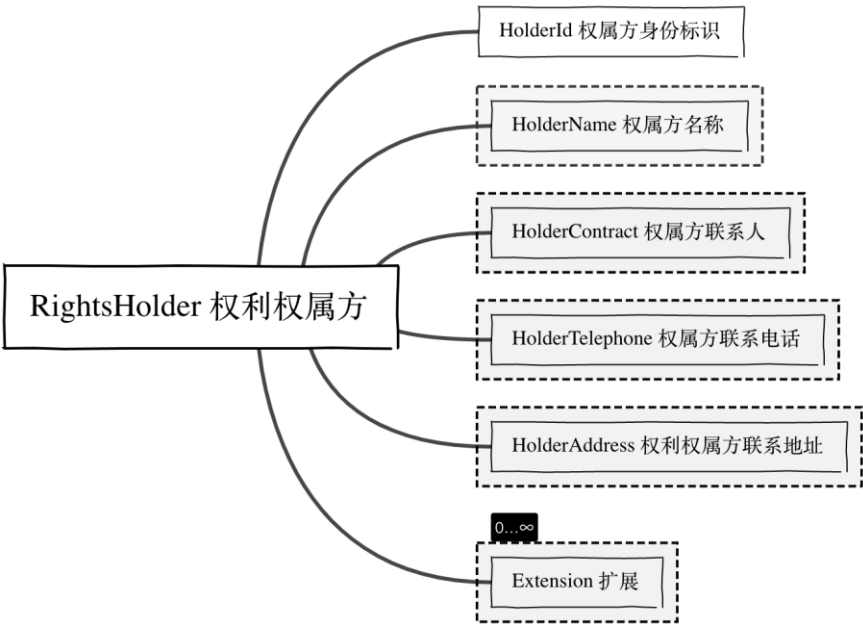 HolderId 权属方身份标识
HolderName 权属方名称
HolderContract 权属方联系人
RightsHolder 权利权属方
HolderTelephone 权属方联系电话
HolderAddress 权利权属方联系地址
0...∞
Extension 扩展